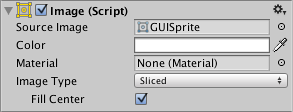 Image (Script)
Source Image GUISprite
Color
Material None (Material)
Image Type Sliced
Fill Center